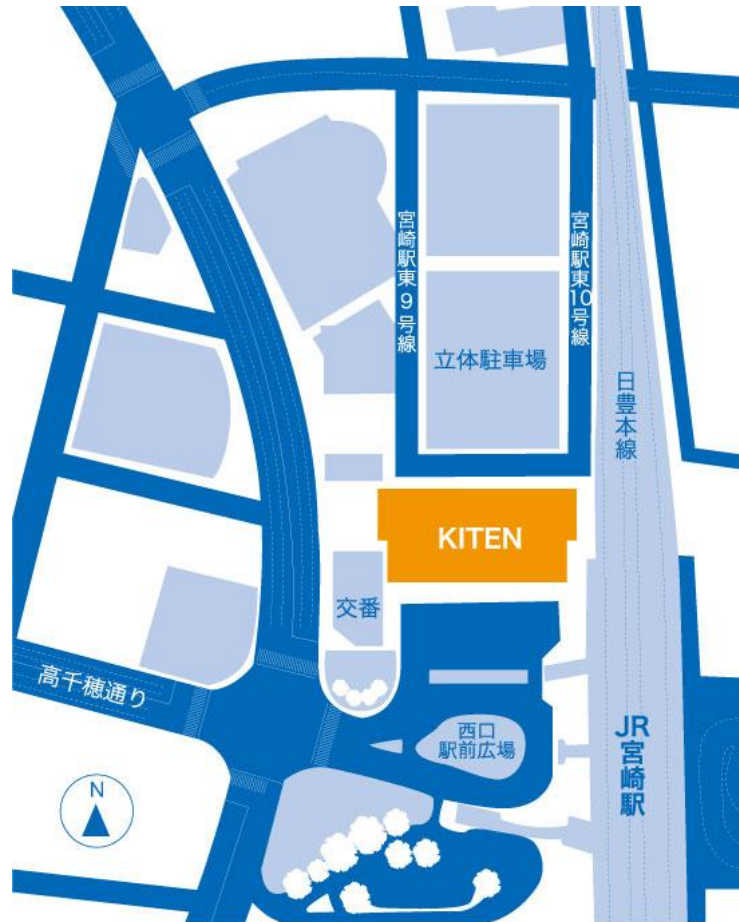 宮崎駅東9号線
宮崎駅東10号線
立体駐車場
日豊本線
KITEN
交番
高千穂通り
西口
駅前広場
JR
宮崎駅
N